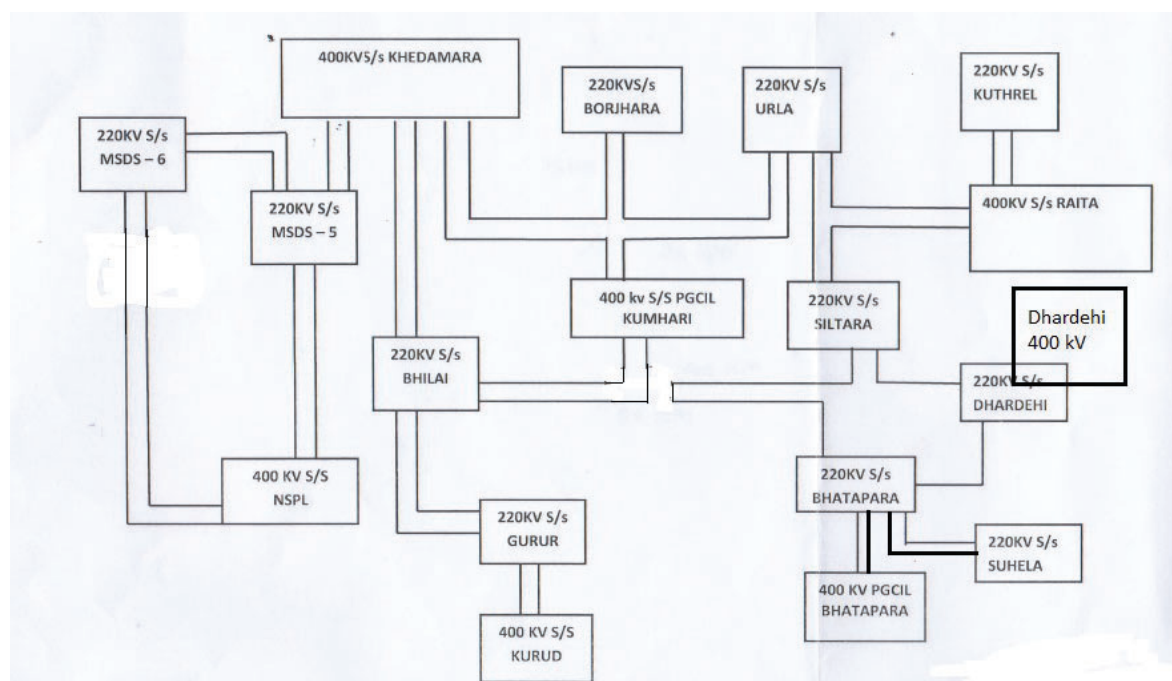 400KVS/s KHEDAMARA
220KVS/s
BORJHARA
220KV S/s
URLA
220KV S/s
KUTHREL
220KV S/s
MSDS – 6
220KV S/s
MSDS – 5
400KV S/s RAITA
400 kv S/S PGCIL
KUMHARI
220KV S/s
SILTARA
Dhardehi
400 kV
220KV S/s
BHILAI
220KV S/s
DHARDEHI
400 KV S/S
NSPL
220KV S/s
BHATAPARA
220KV S/s
GURUR
220KV S/s
SUHELA
400 KV PGCIL
BHATAPARA
400 KV S/S
KURUD